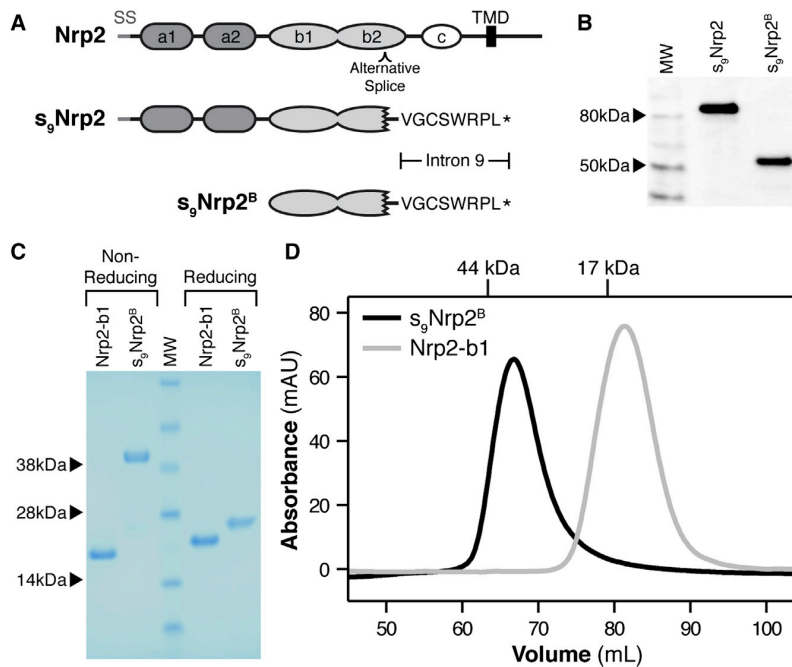 A
SS
TMD
Nrp2
a1 a2 b1 b2 c
Alternative
Splice
s₉Nrp2
VGCSWRPL*
Intron 9
s₉Nrp2ᴮ
VGCSWRPL*
B
MW
s₉Nrp2
s₉Nrp2ᴮ
80kDa
50kDa
C
Non-
Reducing
Reducing
Nrp2-b1
s₉Nrp2ᴮ
MW
Nrp2-b1
s₉Nrp2ᴮ
38kDa
28kDa
14kDa
D
44 kDa 17 kDa
s₉Nrp2ᴮ
Nrp2-b1
Absorbance (mAU)
80
60
40
20
0
50 60 70 80 90 100
Volume (mL)